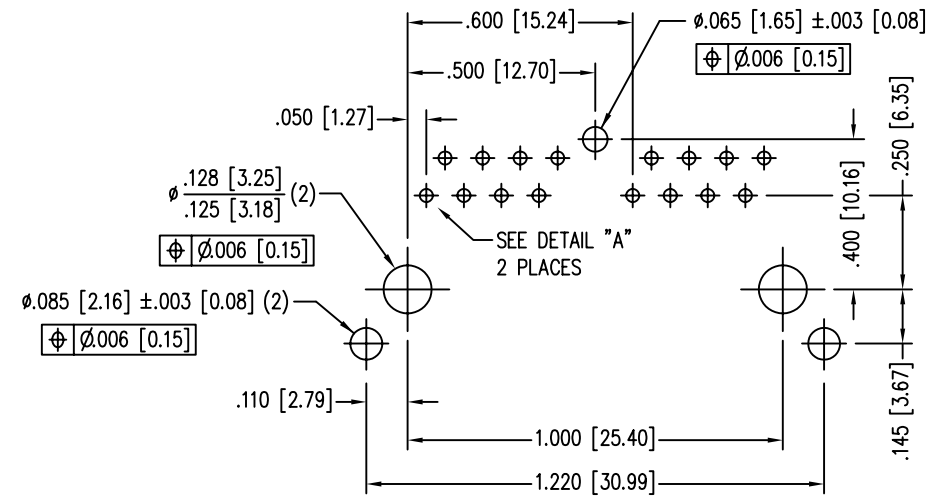 .600 [15.24]
ø.065 [1.65] ±.003 [0.08]
⌖ Ø.006 [0.15]
.500 [12.70]
.050 [1.27]
.250 [6.35]
.400 [10.16]
ø .128 [3.25]
.125 [3.18] (2)
⌖ Ø.006 [0.15]
SEE DETAIL "A"
2 PLACES
ø.085 [2.16] ±.003 [0.08] (2)
⌖ Ø.006 [0.15]
.145 [3.67]
.110 [2.79]
1.000 [25.40]
1.220 [30.99]